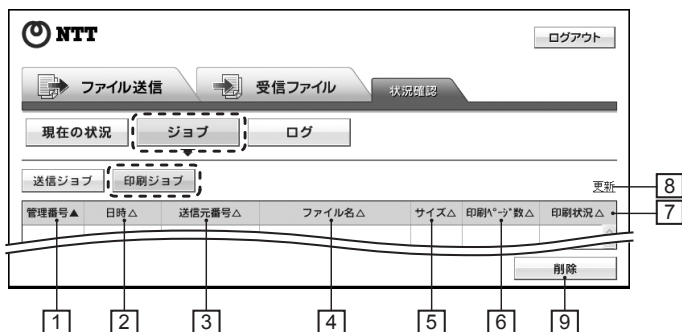 NTT
ログアウト
ファイル送信
受信ファイル
状況確認
現在の状況
ジョブ
ログ
送信ジョブ
印刷ジョブ
更新
8
管理番号▲ 日時△ 送信元番号△ ファイル名△ サイズ△ 印刷ﾍﾟｰｼﾞ数△ 印刷状況△
7
削除
1 2 3 4 5 6 9